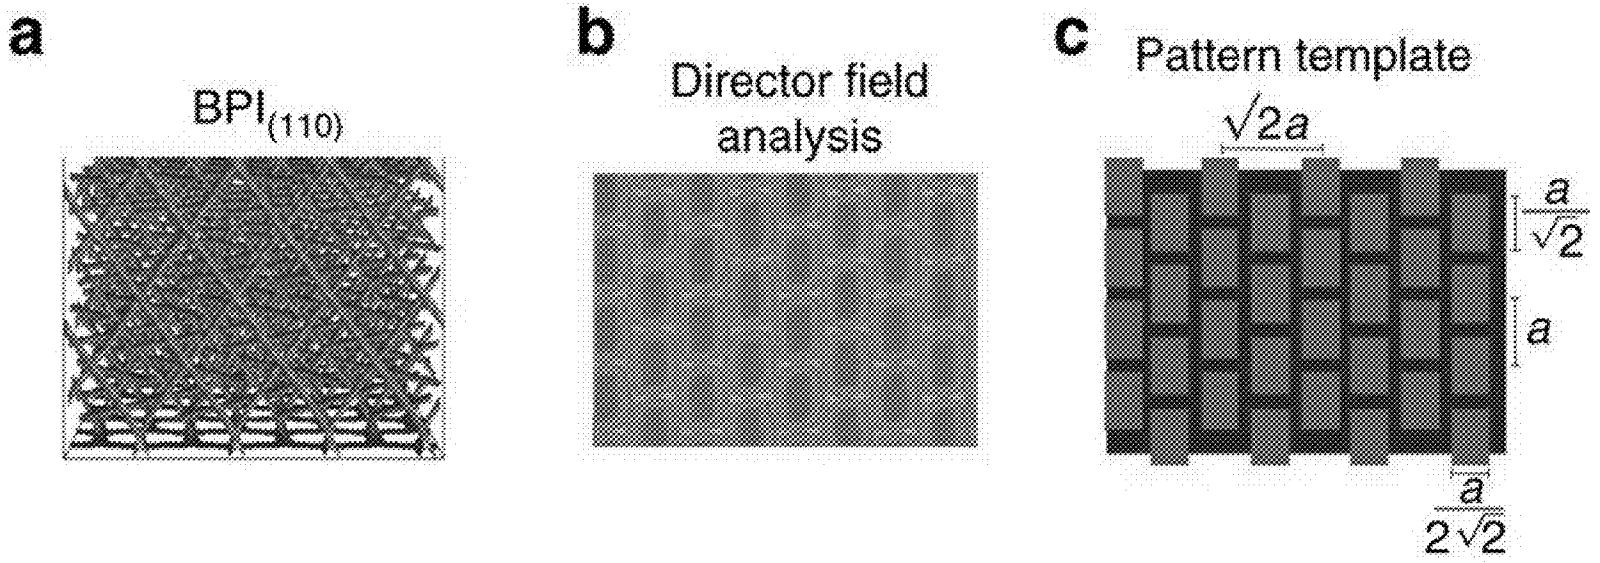 a
BPI(110)
b
Director field
analysis
c
Pattern template
√2a
a
√2
a
a
2√2